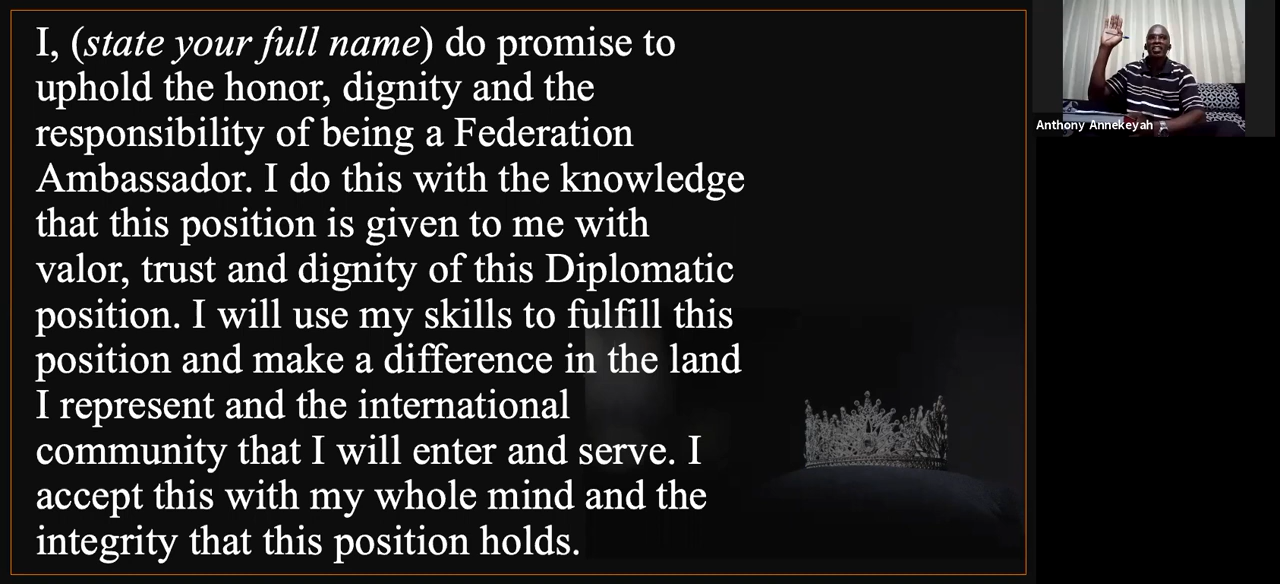 I, (state your full name) do promise to
uphold the honor, dignity and the
responsibility of being a Federation
Ambassador. I do this with the knowledge
that this position is given to me with
valor, trust and dignity of this Diplomatic
position. I will use my skills to fulfill this
position and make a difference in the land
I represent and the international
community that I will enter and serve. I
accept this with my whole mind and the
integrity that this position holds.
Anthony Annekeyah